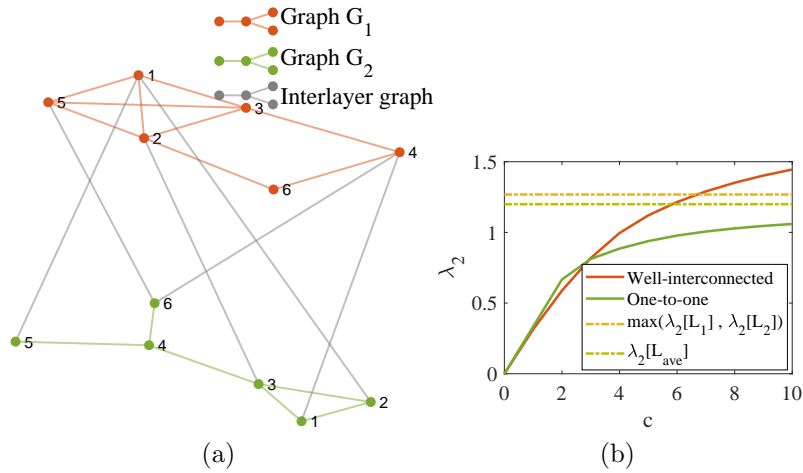 Graph G1
Graph G2
Interlayer graph
1
5
3
2
4
6
6
5
4
3
2
1
(a)
1.5
1
0.5
0
λ2
0 2 4 6 8 10
c
Well-interconnected
One-to-one
max(λ2[L1] , λ2[L2])
λ2[Lave]
(b)